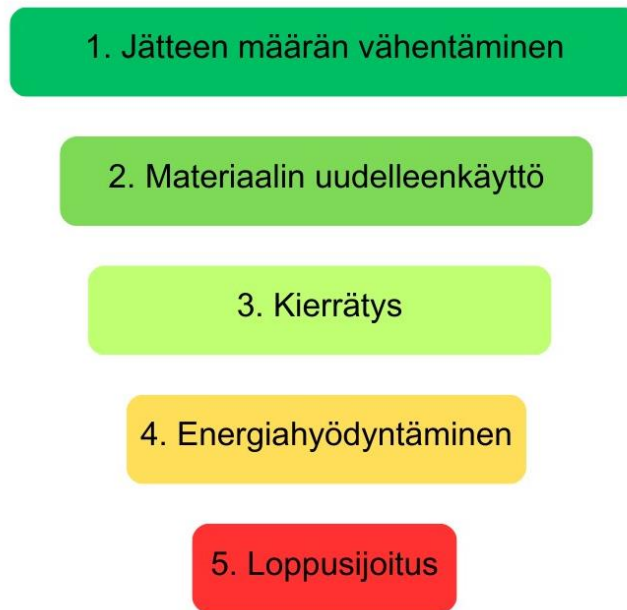 1. Jätteen määrän vähentäminen
2. Materiaalin uudelleenkäyttö
3. Kierrätys
4. Energiahyödyntäminen
5. Loppusijoitus